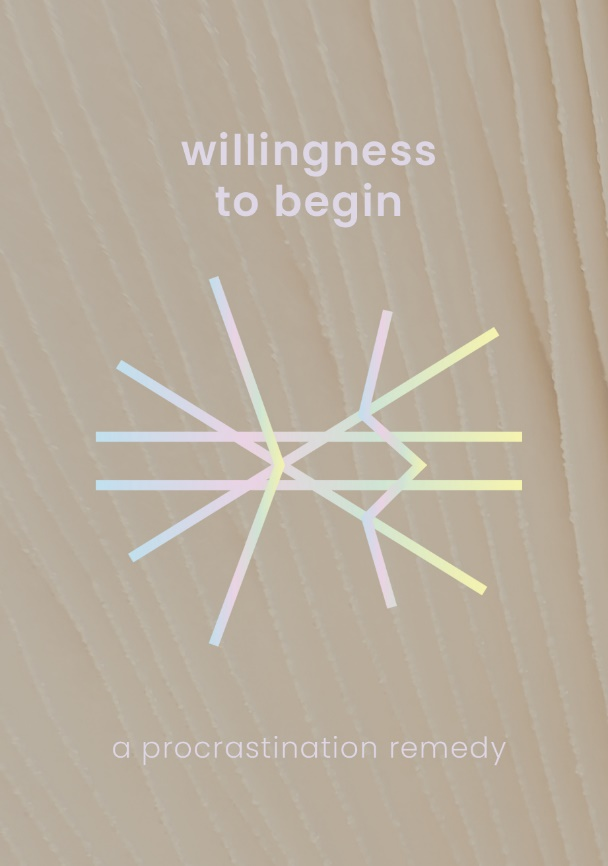 willingness
to begin
a procrastination remedy